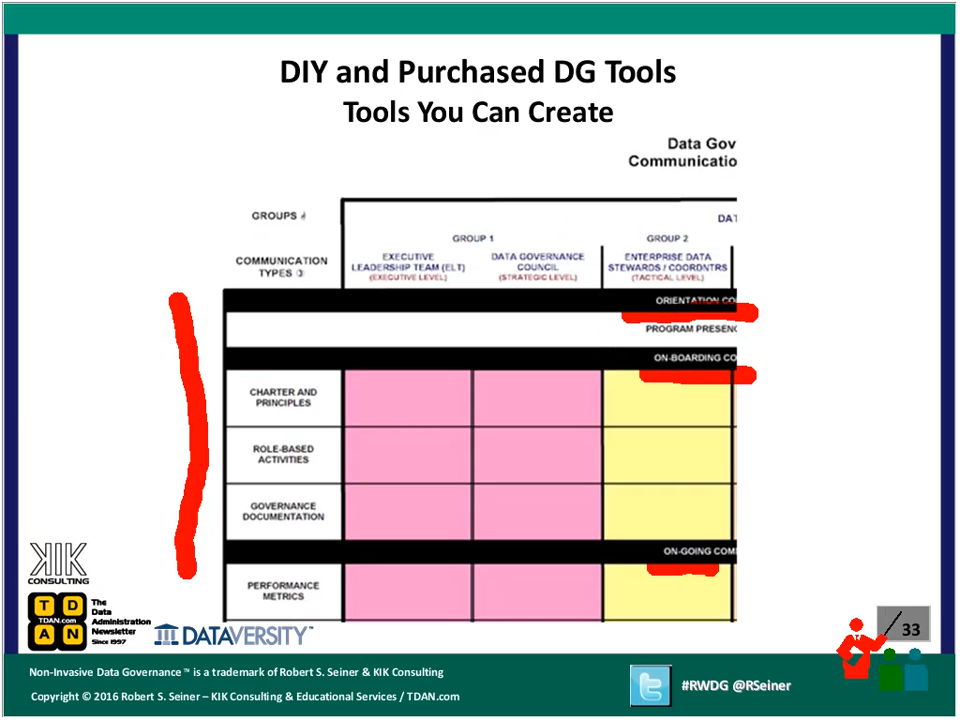 DIY and Purchased DG Tools
Tools You Can Create
Data Gov
Communicatio
GROUPS
DAT
GROUP 1
GROUP 2
COMMUNICATION
TYPES
EXECUTIVE
LEADERSHIP TEAM (ELT)
(EXECUTIVE LEVEL)
DATA GOVERNANCE
COUNCIL
(STRATEGIC LEVEL)
ENTERPRISE DATA
STEWARDS / COORDNTRS
(TACTICAL LEVEL)
ORIENTATION CO
PROGRAM PRESENC
ON-BOARDING CO
CHARTER AND
PRINCIPLES
ROLE-BASED
ACTIVITIES
GOVERNANCE
DOCUMENTATION
ON-GOING COM
PERFORMANCE
METRICS
KIK
CONSULTING
T D
TDAN.com
A N
The
Data
Administration
Newsletter
Since 1997
DATAVERSITY™
33
Non-Invasive Data Governance™ is a trademark of Robert S. Seiner & KIK Consulting
Copyright © 2016 Robert S. Seiner – KIK Consulting & Educational Services / TDAN.com
#RWDG @RSeiner